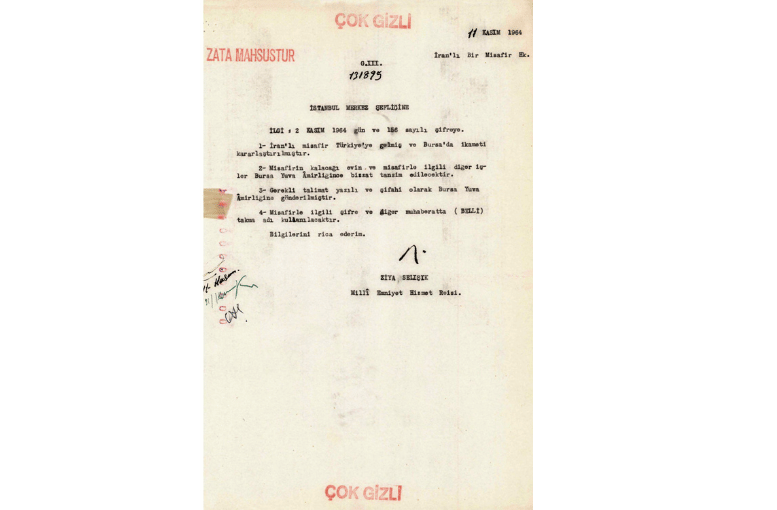 ÇOK GİZLİ
11 KASIM 1964
ZATA MAHSUSTUR
İran'lı Bir Misafir Hk.
O.XXX.
131895
İSTANBUL MERKEZ ŞEFLİĞİNE
İLGİ : 2 KASIM 1964 gün ve 156 sayılı şifreye.
1- İran'lı misafir Türkiye'ye gelmiş ve Bursa'da ikameti
kararlaştırılmıştır.
2- Misafirin kalacağı evin ve misafirle ilgili diğer iş-
ler Bursa Yuva Âmirliğince bizzat tanzim edilecektir.
3- Gerekli talimat yazılı ve şifahi olarak Bursa Yuva
Âmirliğine gönderilmiştir.
4- Misafirle ilgili şifre ve diğer muhaberatta ( BELLİ )
takma adı kullanılacaktır.
Bilgilerini rica ederim.
ZİYA SELIŞIK
Millî Emniyet Hizmet Reisi.
ÇOK GİZLİ